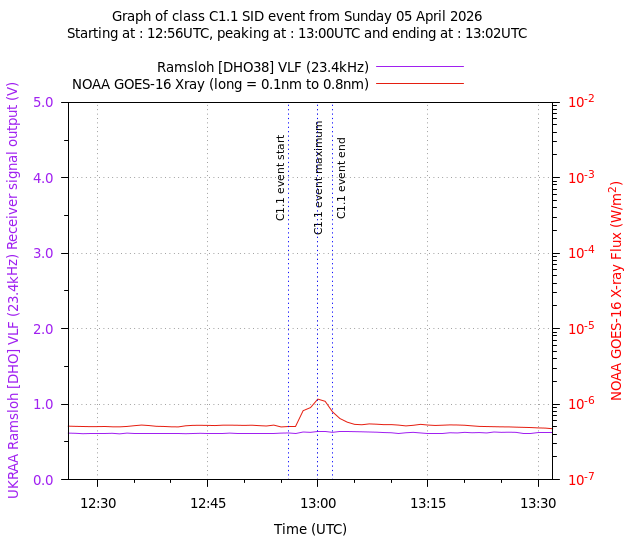 Graph of class C1.1 SID event from Sunday 05 April 2026
Starting at : 12:56UTC, peaking at : 13:00UTC and ending at : 13:02UTC
Ramsloh [DHO38] VLF (23.4kHz)
NOAA GOES-16 Xray (long = 0.1nm to 0.8nm)
UKRAA Ramsloh [DHO] VLF (23.4kHz) Receiver signal output (V)
5.0
4.0
3.0
2.0
1.0
0.0
C1.1 event start
C1.1 event maximum
C1.1 event end
10-2
10-3
10-4
10-5
10-6
10-7
NOAA GOES-16 X-ray Flux (W/m2)
12:30
12:45
13:00
13:15
13:30
Time (UTC)